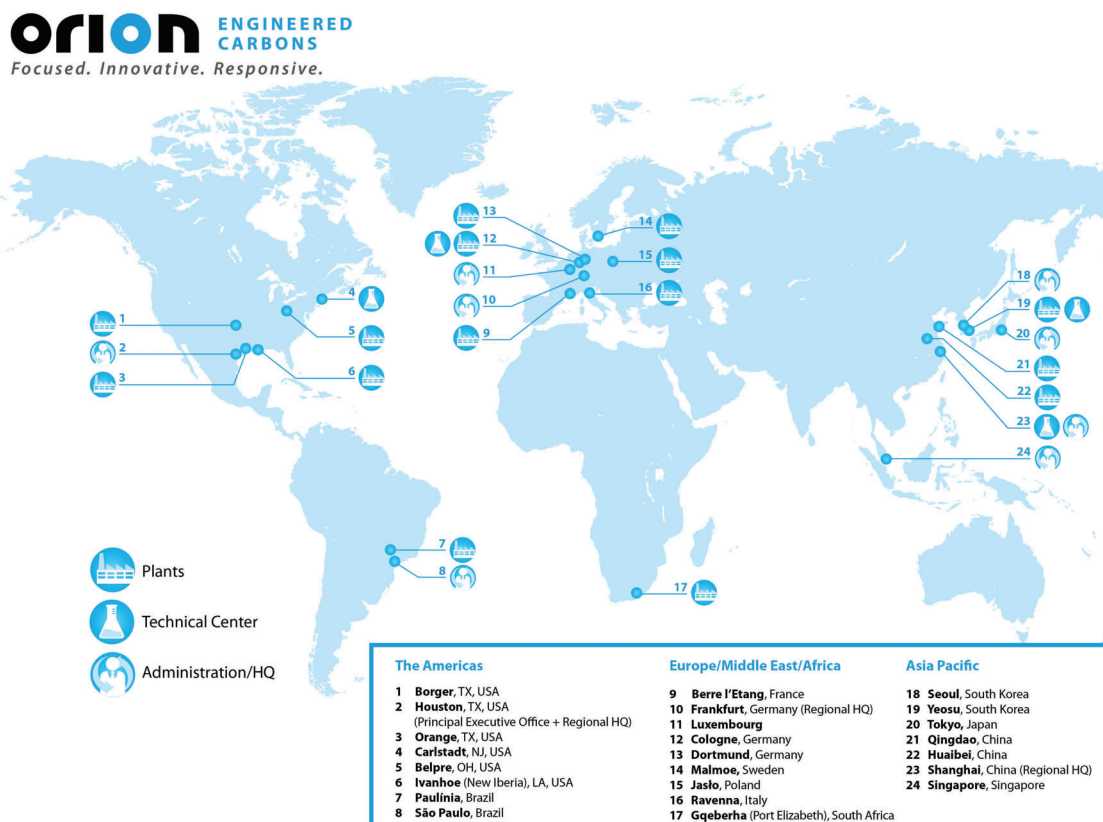 orion ENGINEERED
CARBONS
Focused. Innovative. Responsive.
13
14
12
15
11
18
10
16
19
4
1
9
20
5
2
21
6
3
22
23
24
7
8
17
Plants
Technical Center
Administration/HQ
The Americas
1 Borger, TX, USA
2 Houston, TX, USA
(Principal Executive Office + Regional HQ)
3 Orange, TX, USA
4 Carlstadt, NJ, USA
5 Belpre, OH, USA
6 Ivanhoe (New Iberia), LA, USA
7 Paulínia, Brazil
8 São Paulo, Brazil
Europe/Middle East/Africa
9 Berre l'Etang, France
10 Frankfurt, Germany (Regional HQ)
11 Luxembourg
12 Cologne, Germany
13 Dortmund, Germany
14 Malmoe, Sweden
15 Jasło, Poland
16 Ravenna, Italy
17 Gqeberha (Port Elizabeth), South Africa
Asia Pacific
18 Seoul, South Korea
19 Yeosu, South Korea
20 Tokyo, Japan
21 Qingdao, China
22 Huaibei, China
23 Shanghai, China (Regional HQ)
24 Singapore, Singapore